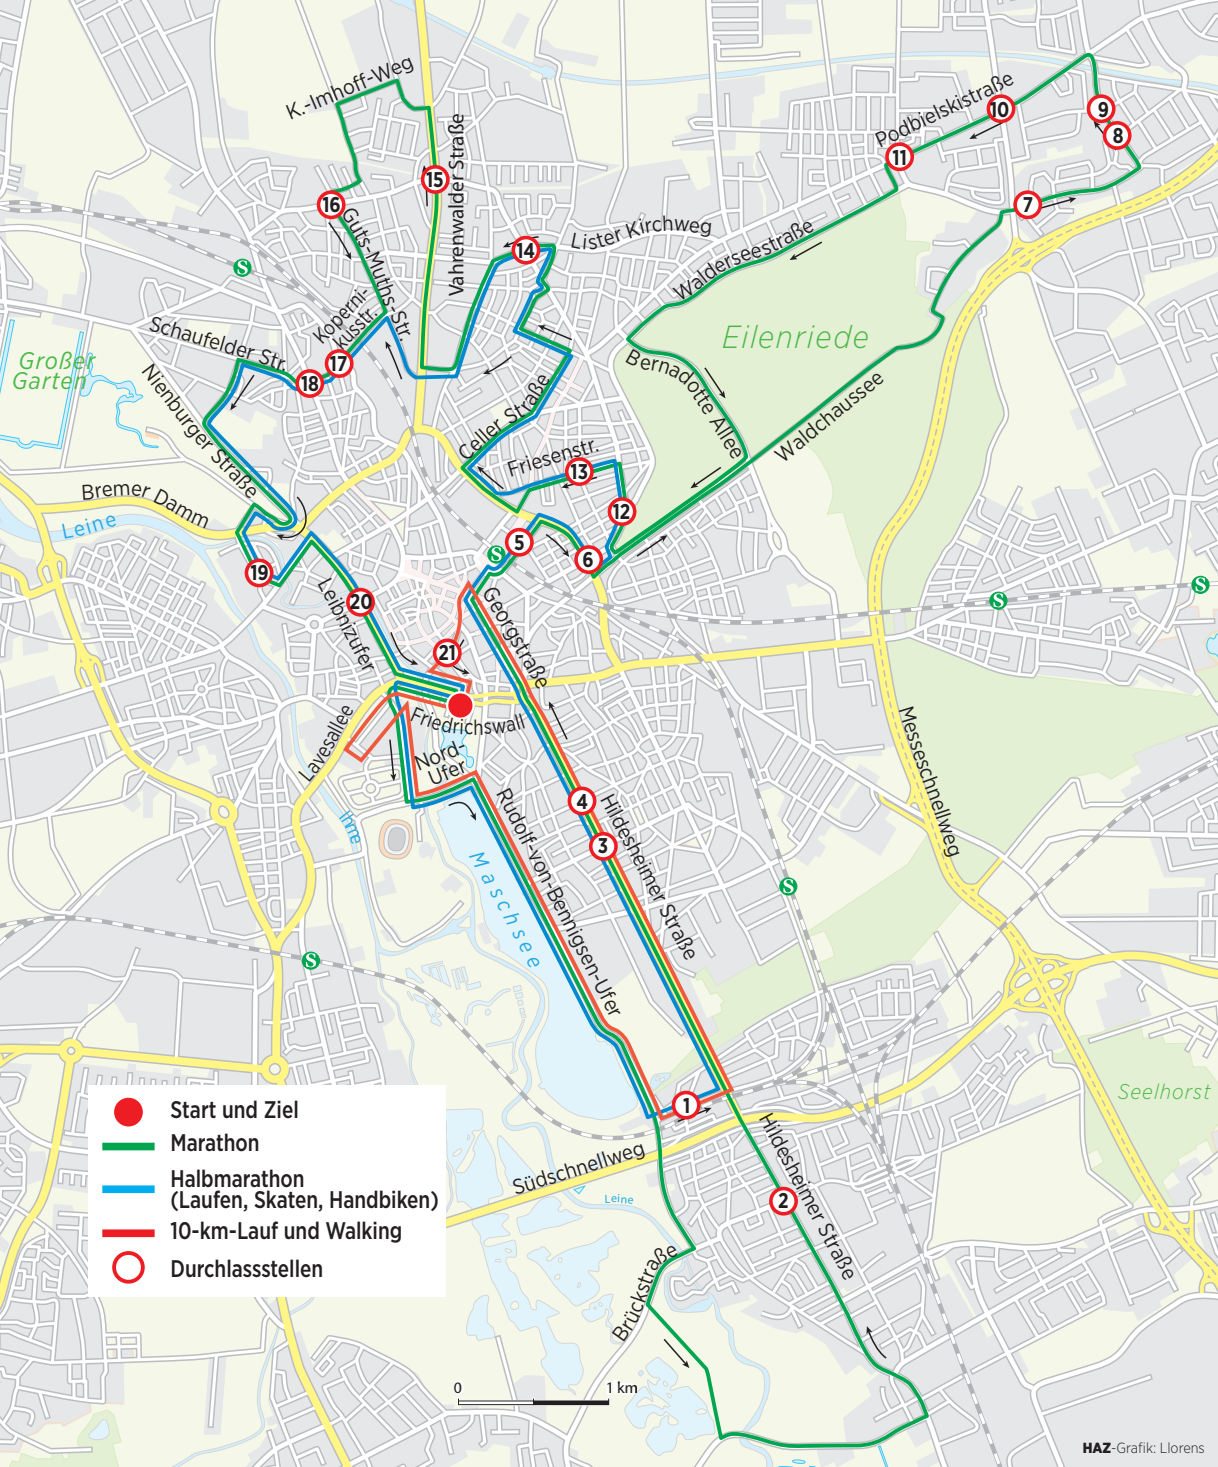 K.-Imhoff-Weg
Vahrenwalder Straße
Podbielskistraße
10
9
8
11
15
7
16
Guts-Muths-Str.
14
Lister Kirchweg
Walderseestraße
S
Koperni-
kusstr.
Schaufelder Str.
Großer
Garten
Eilenriede
17
18
Bernadotte Allee
Waldchaussee
Nienburger Straße
Celler Straße
Friesenstr.
13
Bremer Damm
Leine
12
5
S
6
19
S
S
20
Leibnizufer
Georgstraße
21
Friedrichswall
Lavesallee
Nord-
Ufer
Messeschnellweg
Ihme
4
3
Rudolf-von-Bennigsen-Ufer
Hildesheimer Straße
Maschsee
S
S
Seelhorst
1
Südschnellweg
Leine
2
Hildesheimer Straße
Brückstraße
Start und Ziel
Marathon
Halbmarathon
(Laufen, Skaten, Handbiken)
10-km-Lauf und Walking
Durchlassstellen
0 1 km
HAZ-Grafik: Llorens